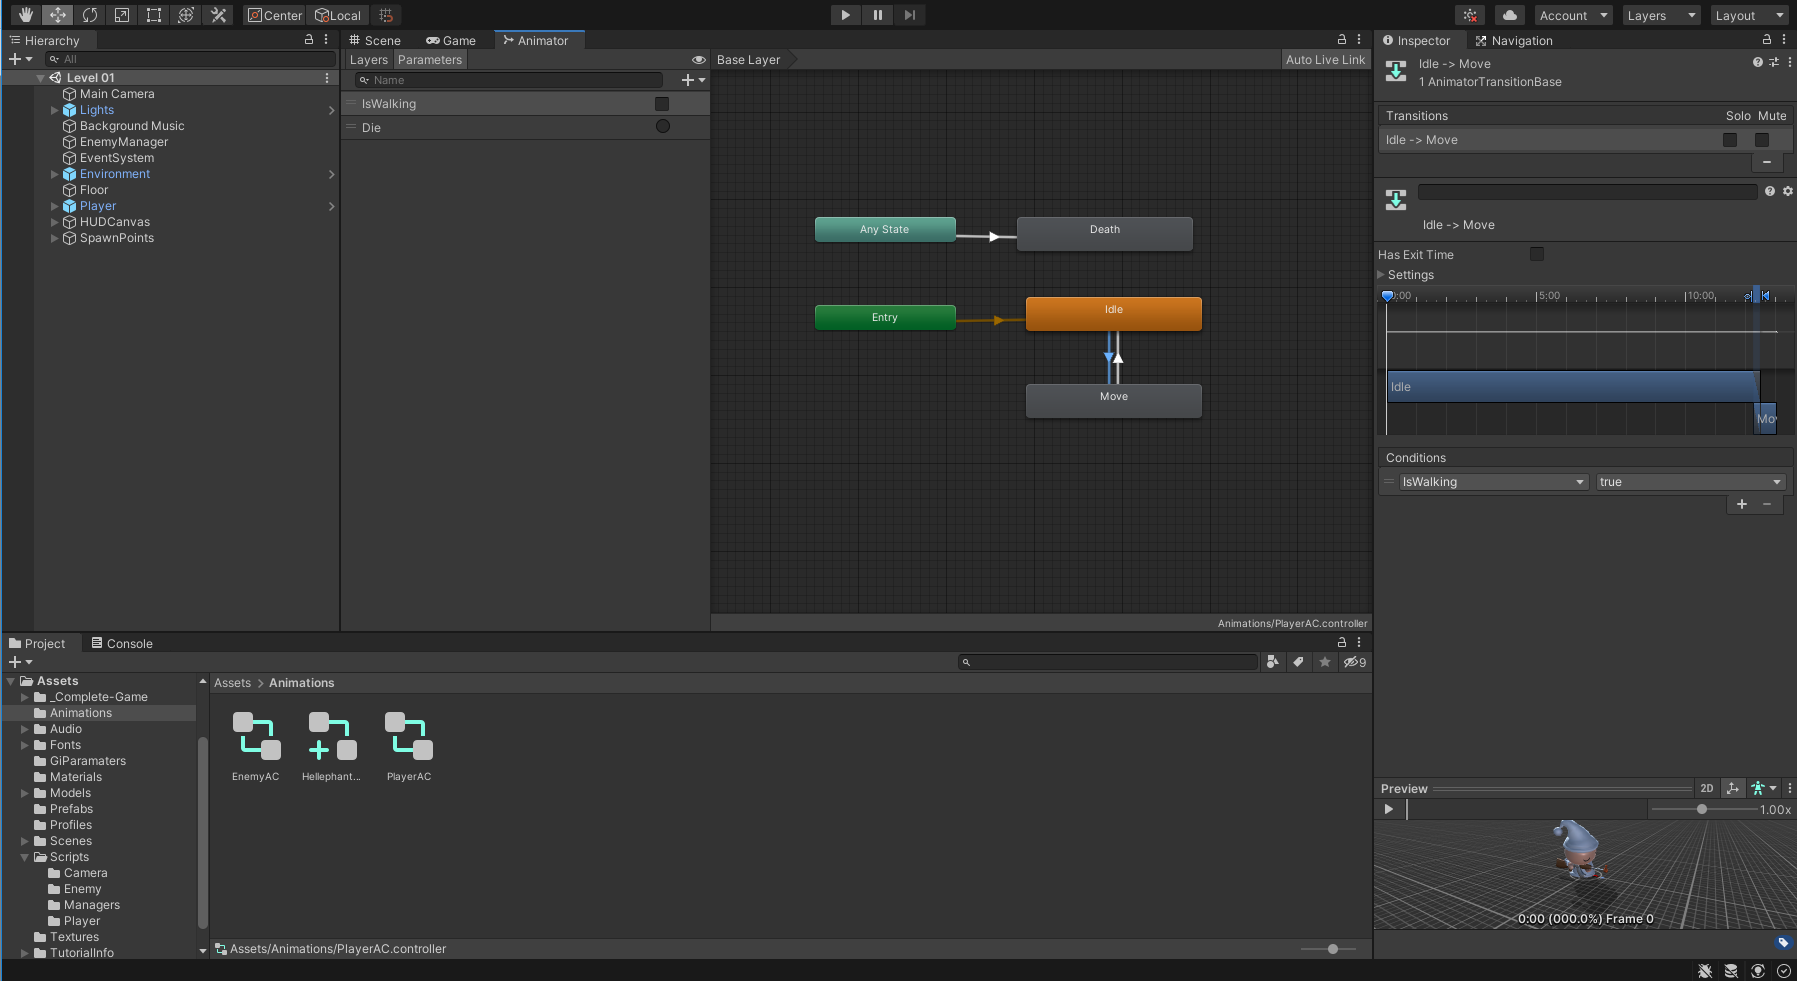 Center
Local
Account
Layers
Layout
Hierarchy
All
Level 01
Main Camera
Lights
Background Music
EnemyManager
EventSystem
Environment
Floor
Player
HUDCanvas
SpawnPoints
Scene
Game
Animator
Layers
Parameters
Base Layer
Auto Live Link
Name
IsWalking
Die
Any State
Death
Entry
Idle
Move
Animations/PlayerAC.controller
Inspector
Navigation
Idle -> Move
1 AnimatorTransitionBase
Transitions
Solo
Mute
Idle -> Move
Idle -> Move
Has Exit Time
Settings
:00
5:00
10:00
Idle
Mov
Conditions
IsWalking
true
Preview
2D
1.00x
0:00 (000.0%) Frame 0
Project
Console
9
Assets
_Complete-Game
Animations
Audio
Fonts
GiParamaters
Materials
Models
Prefabs
Profiles
Scenes
Scripts
Camera
Enemy
Managers
Player
Textures
TutorialInfo
Assets > Animations
EnemyAC
Hellephant...
PlayerAC
Assets/Animations/PlayerAC.controller